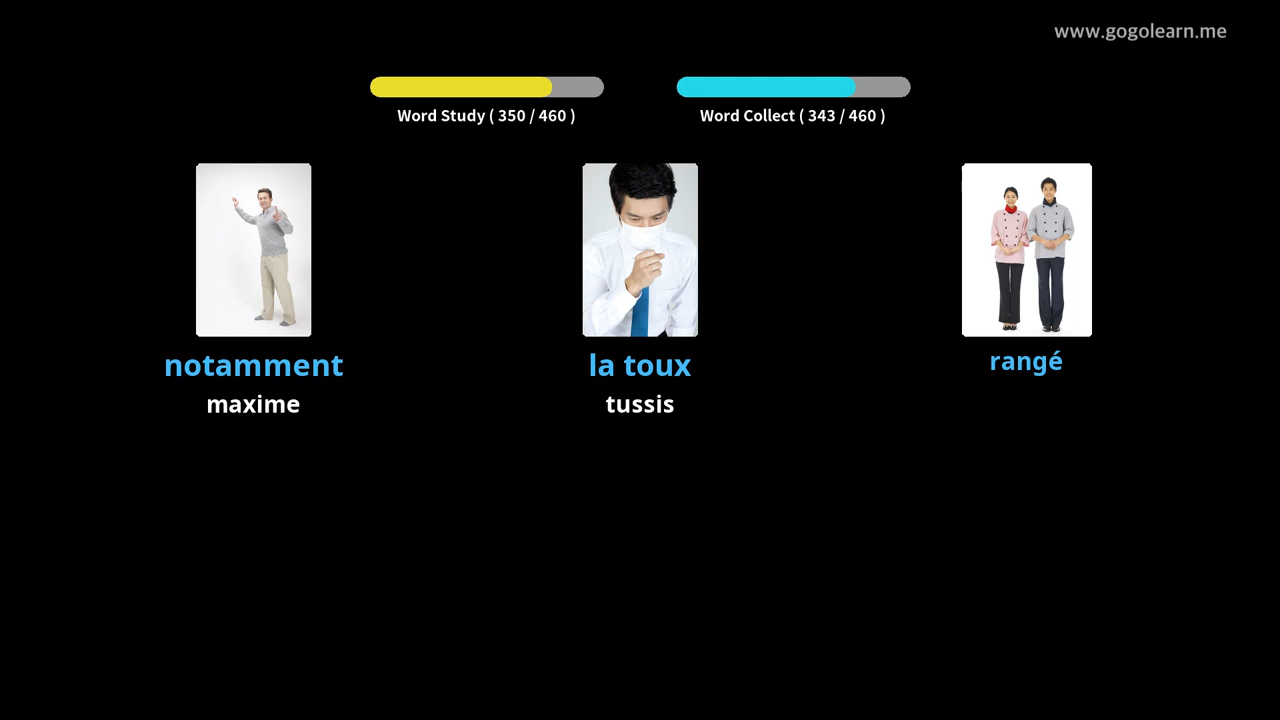 www.gogolearn.me
Word Study ( 350 / 460 )
Word Collect ( 343 / 460 )
notamment
maxime
la toux
tussis
rangé